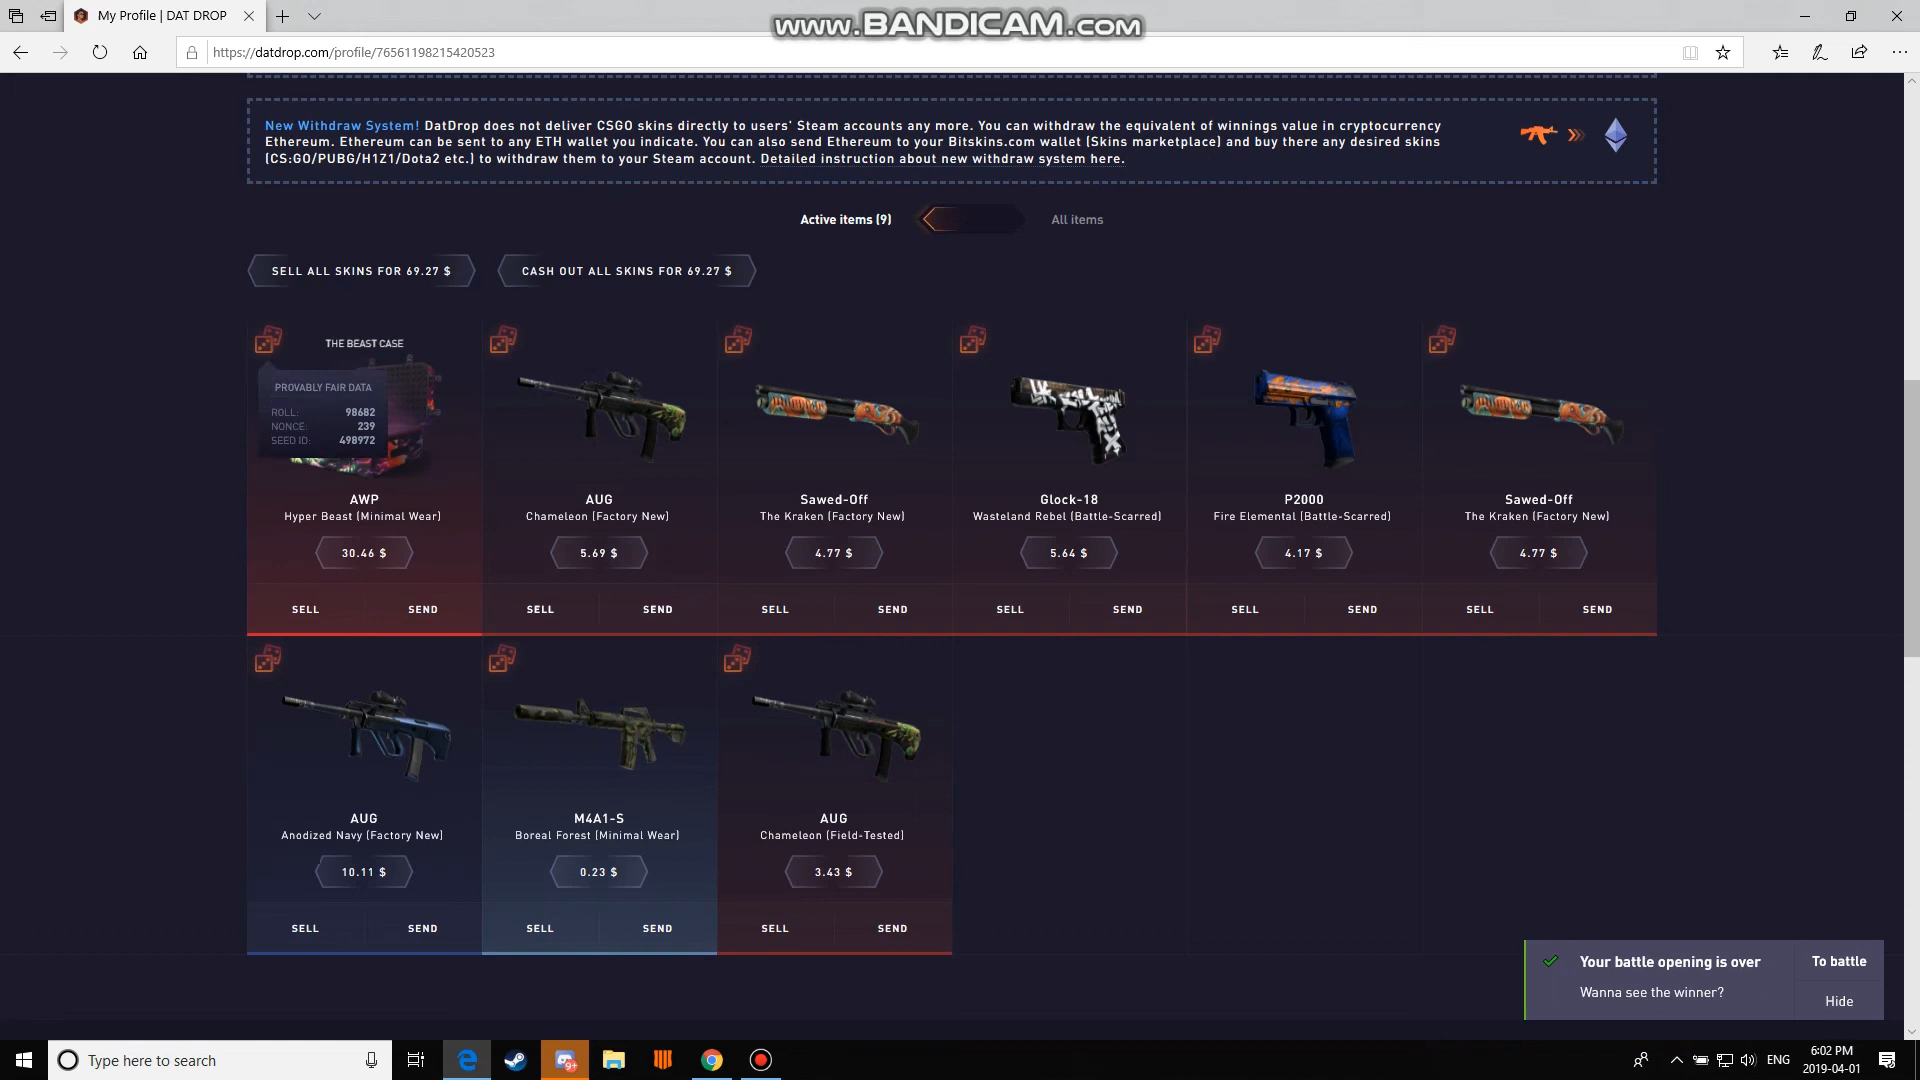 My Profile | DAT DROP
www.BANDICAM.com
https://datdrop.com/profile/76561198215420523
New Withdraw System! DatDrop does not deliver CSGO skins directly to users' Steam accounts any more. You can withdraw the equivalent of winnings value in cryptocurrency
Ethereum. Ethereum can be sent to any ETH wallet you indicate. You can also send Ethereum to your Bitskins.com wallet (Skins marketplace) and buy there any desired skins
(CS:GO/PUBG/H1Z1/Dota2 etc.) to withdraw them to your Steam account. Detailed instruction about new withdraw system here.
Active items (9) All items
SELL ALL SKINS FOR 69.27 $ CASH OUT ALL SKINS FOR 69.27 $
THE BEAST CASE
PROVABLY FAIR DATA
ROLL: 98682
NONCE: 239
SEED ID: 498972
AWP AUG Sawed-Off Glock-18 P2000 Sawed-Off
Hyper Beast (Minimal Wear) Chameleon (Factory New) The Kraken (Factory New) Wasteland Rebel (Battle-Scarred) Fire Elemental (Battle-Scarred) The Kraken (Factory New)
30.46 $ 5.69 $ 4.77 $ 5.64 $ 4.17 $ 4.77 $
SELL SEND SELL SEND SELL SEND SELL SEND SELL SEND SELL SEND
AUG M4A1-S AUG
Anodized Navy (Factory New) Boreal Forest (Minimal Wear) Chameleon (Field-Tested)
10.11 $ 0.23 $ 3.43 $
SELL SEND SELL SEND SELL SEND
Your battle opening is over To battle
Wanna see the winner? Hide
Type here to search
9+
ENG
6:02 PM
2019-04-01